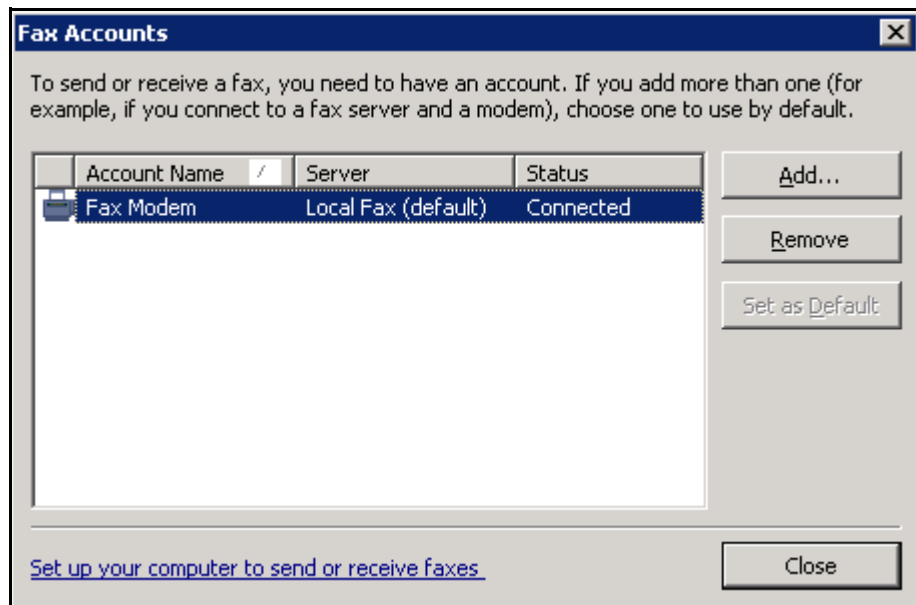 Fax Accounts
To send or receive a fax, you need to have an account. If you add more than one (for
example, if you connect to a fax server and a modem), choose one to use by default.
Account Name / Server Status
Fax Modem Local Fax (default) Connected
Add...
Remove
Set as Default
Set up your computer to send or receive faxes
Close